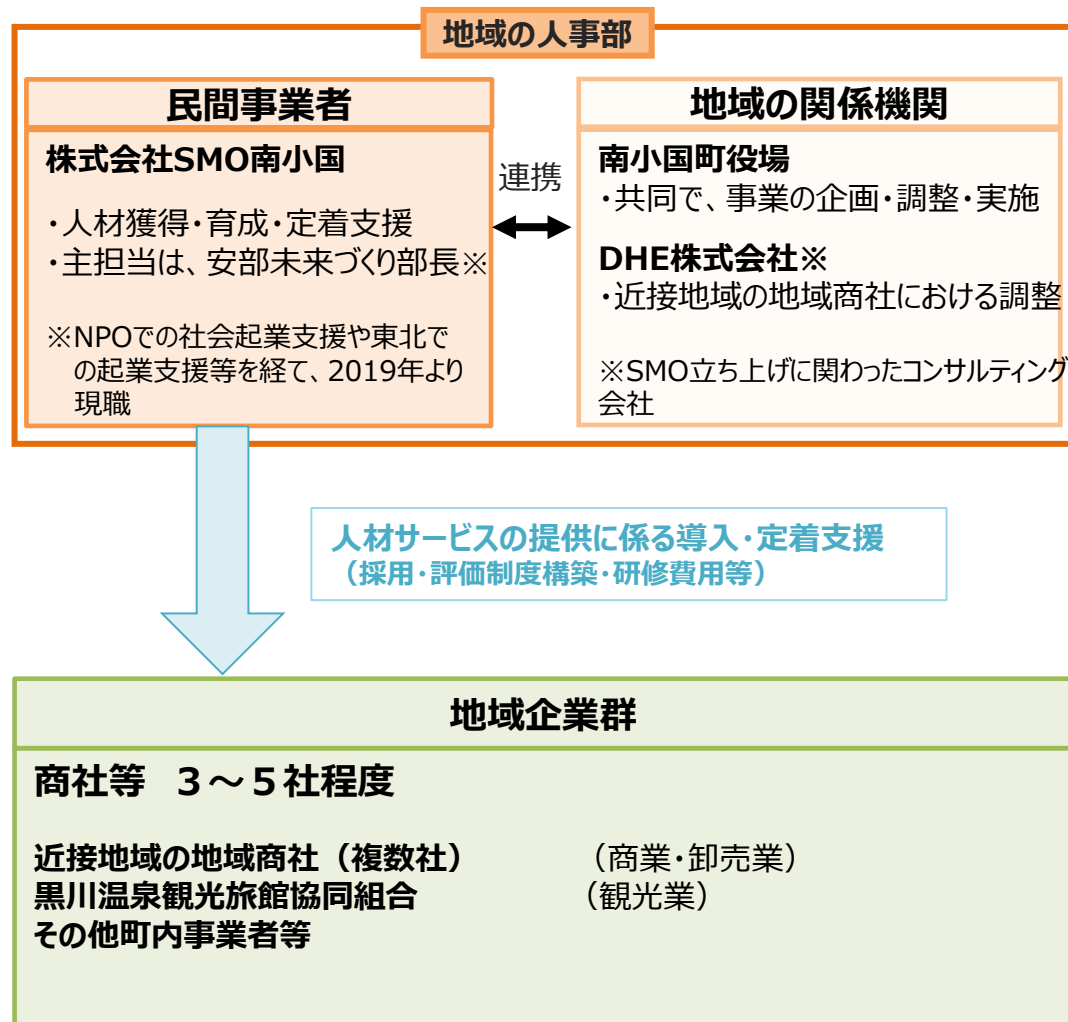 地域の人事部
民間事業者
株式会社SMO南小国
・人材獲得・育成・定着支援
・主担当は、安部未来づくり部長※
※NPOでの社会起業支援や東北で
の起業支援等を経て、2019年より
現職
連携
地域の関係機関
南小国町役場
・共同で、事業の企画・調整・実施
DHE株式会社※
・近接地域の地域商社における調整
※SMO立ち上げに関わったコンサルティング
会社
人材サービスの提供に係る導入・定着支援
（採用・評価制度構築・研修費用等）
地域企業群
商社等　３～５社程度
近接地域の地域商社（複数社）　（商業・卸売業）
黒川温泉観光旅館協同組合　（観光業）
その他町内事業者等